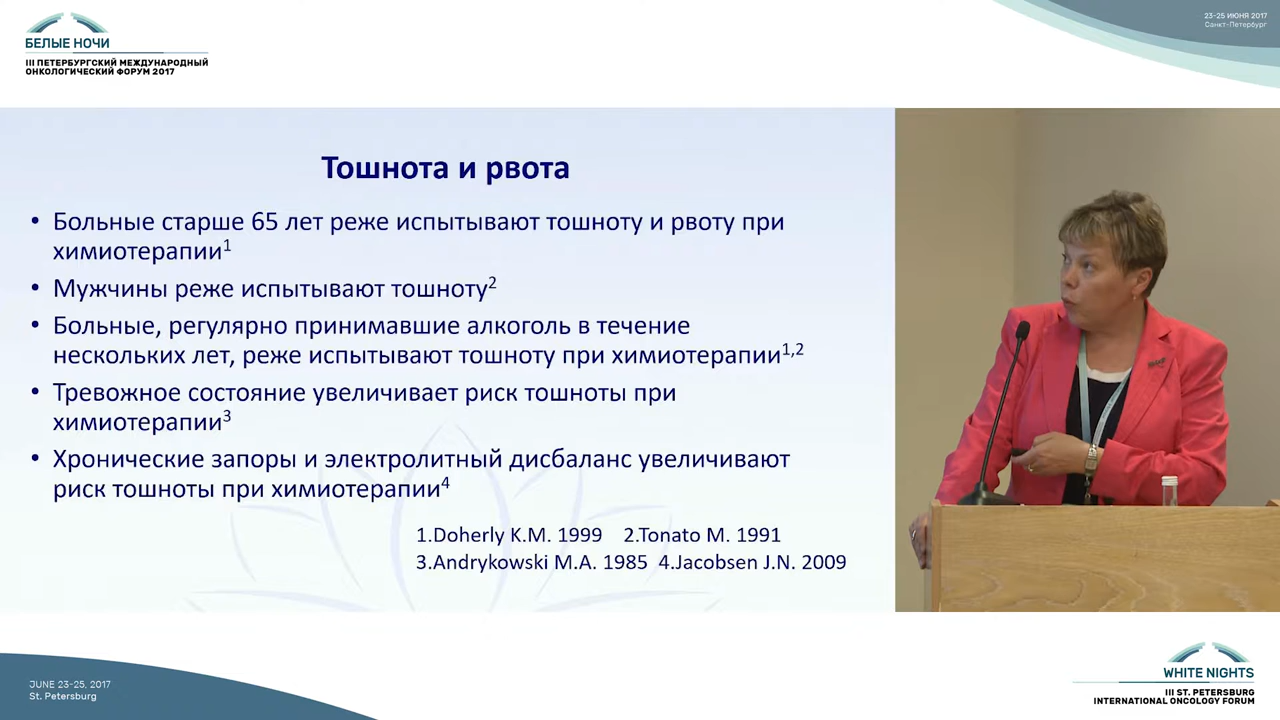 БЕЛЫЕ НОЧИ
III ПЕТЕРБУРГСКИЙ МЕЖДУНАРОДНЫЙ
ОНКОЛОГИЧЕСКИЙ ФОРУМ 2017
23-25 ИЮНЯ 2017
Санкт-Петербург
Тошнота и рвота
• Больные старше 65 лет реже испытывают тошноту и рвоту при
химиотерапии1
• Мужчины реже испытывают тошноту2
• Больные, регулярно принимавшие алкоголь в течение
нескольких лет, реже испытывают тошноту при химиотерапии1,2
• Тревожное состояние увеличивает риск тошноты при
химиотерапии3
• Хронические запоры и электролитный дисбаланс увеличивают
риск тошноты при химиотерапии4
1.Doherly K.M. 1999 2.Tonato M. 1991
3.Andrykowski M.A. 1985 4.Jacobsen J.N. 2009
JUNE 23-25, 2017
St. Petersburg
WHITE NIGHTS
III ST. PETERSBURG
INTERNATIONAL ONCOLOGY FORUM